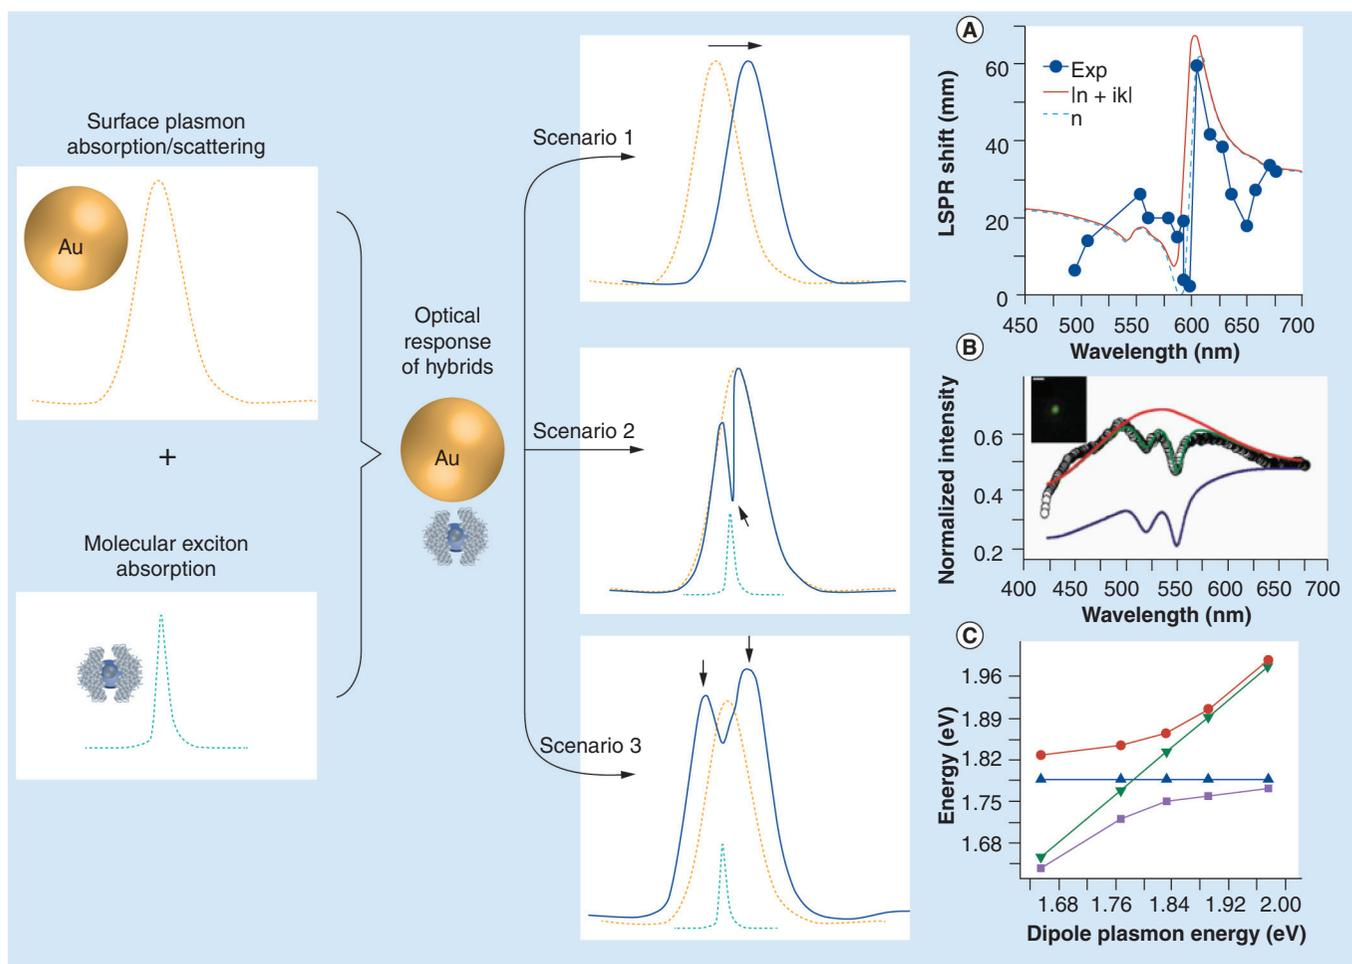 Surface plasmon
absorption/scattering
Au
+
Molecular exciton
absorption
Optical
response
of hybrids
Au
Scenario 1
Scenario 2
Scenario 3
A
LSPR shift (mm)
60
40
20
0
Exp
|n + ik|
n
450 500 550 600 650 700
Wavelength (nm)
B
Normalized intensity
0.6
0.4
0.2
400 450 500 550 600 650 700
Wavelength (nm)
C
Energy (eV)
1.96
1.89
1.82
1.75
1.68
1.68 1.76 1.84 1.92 2.00
Dipole plasmon energy (eV)